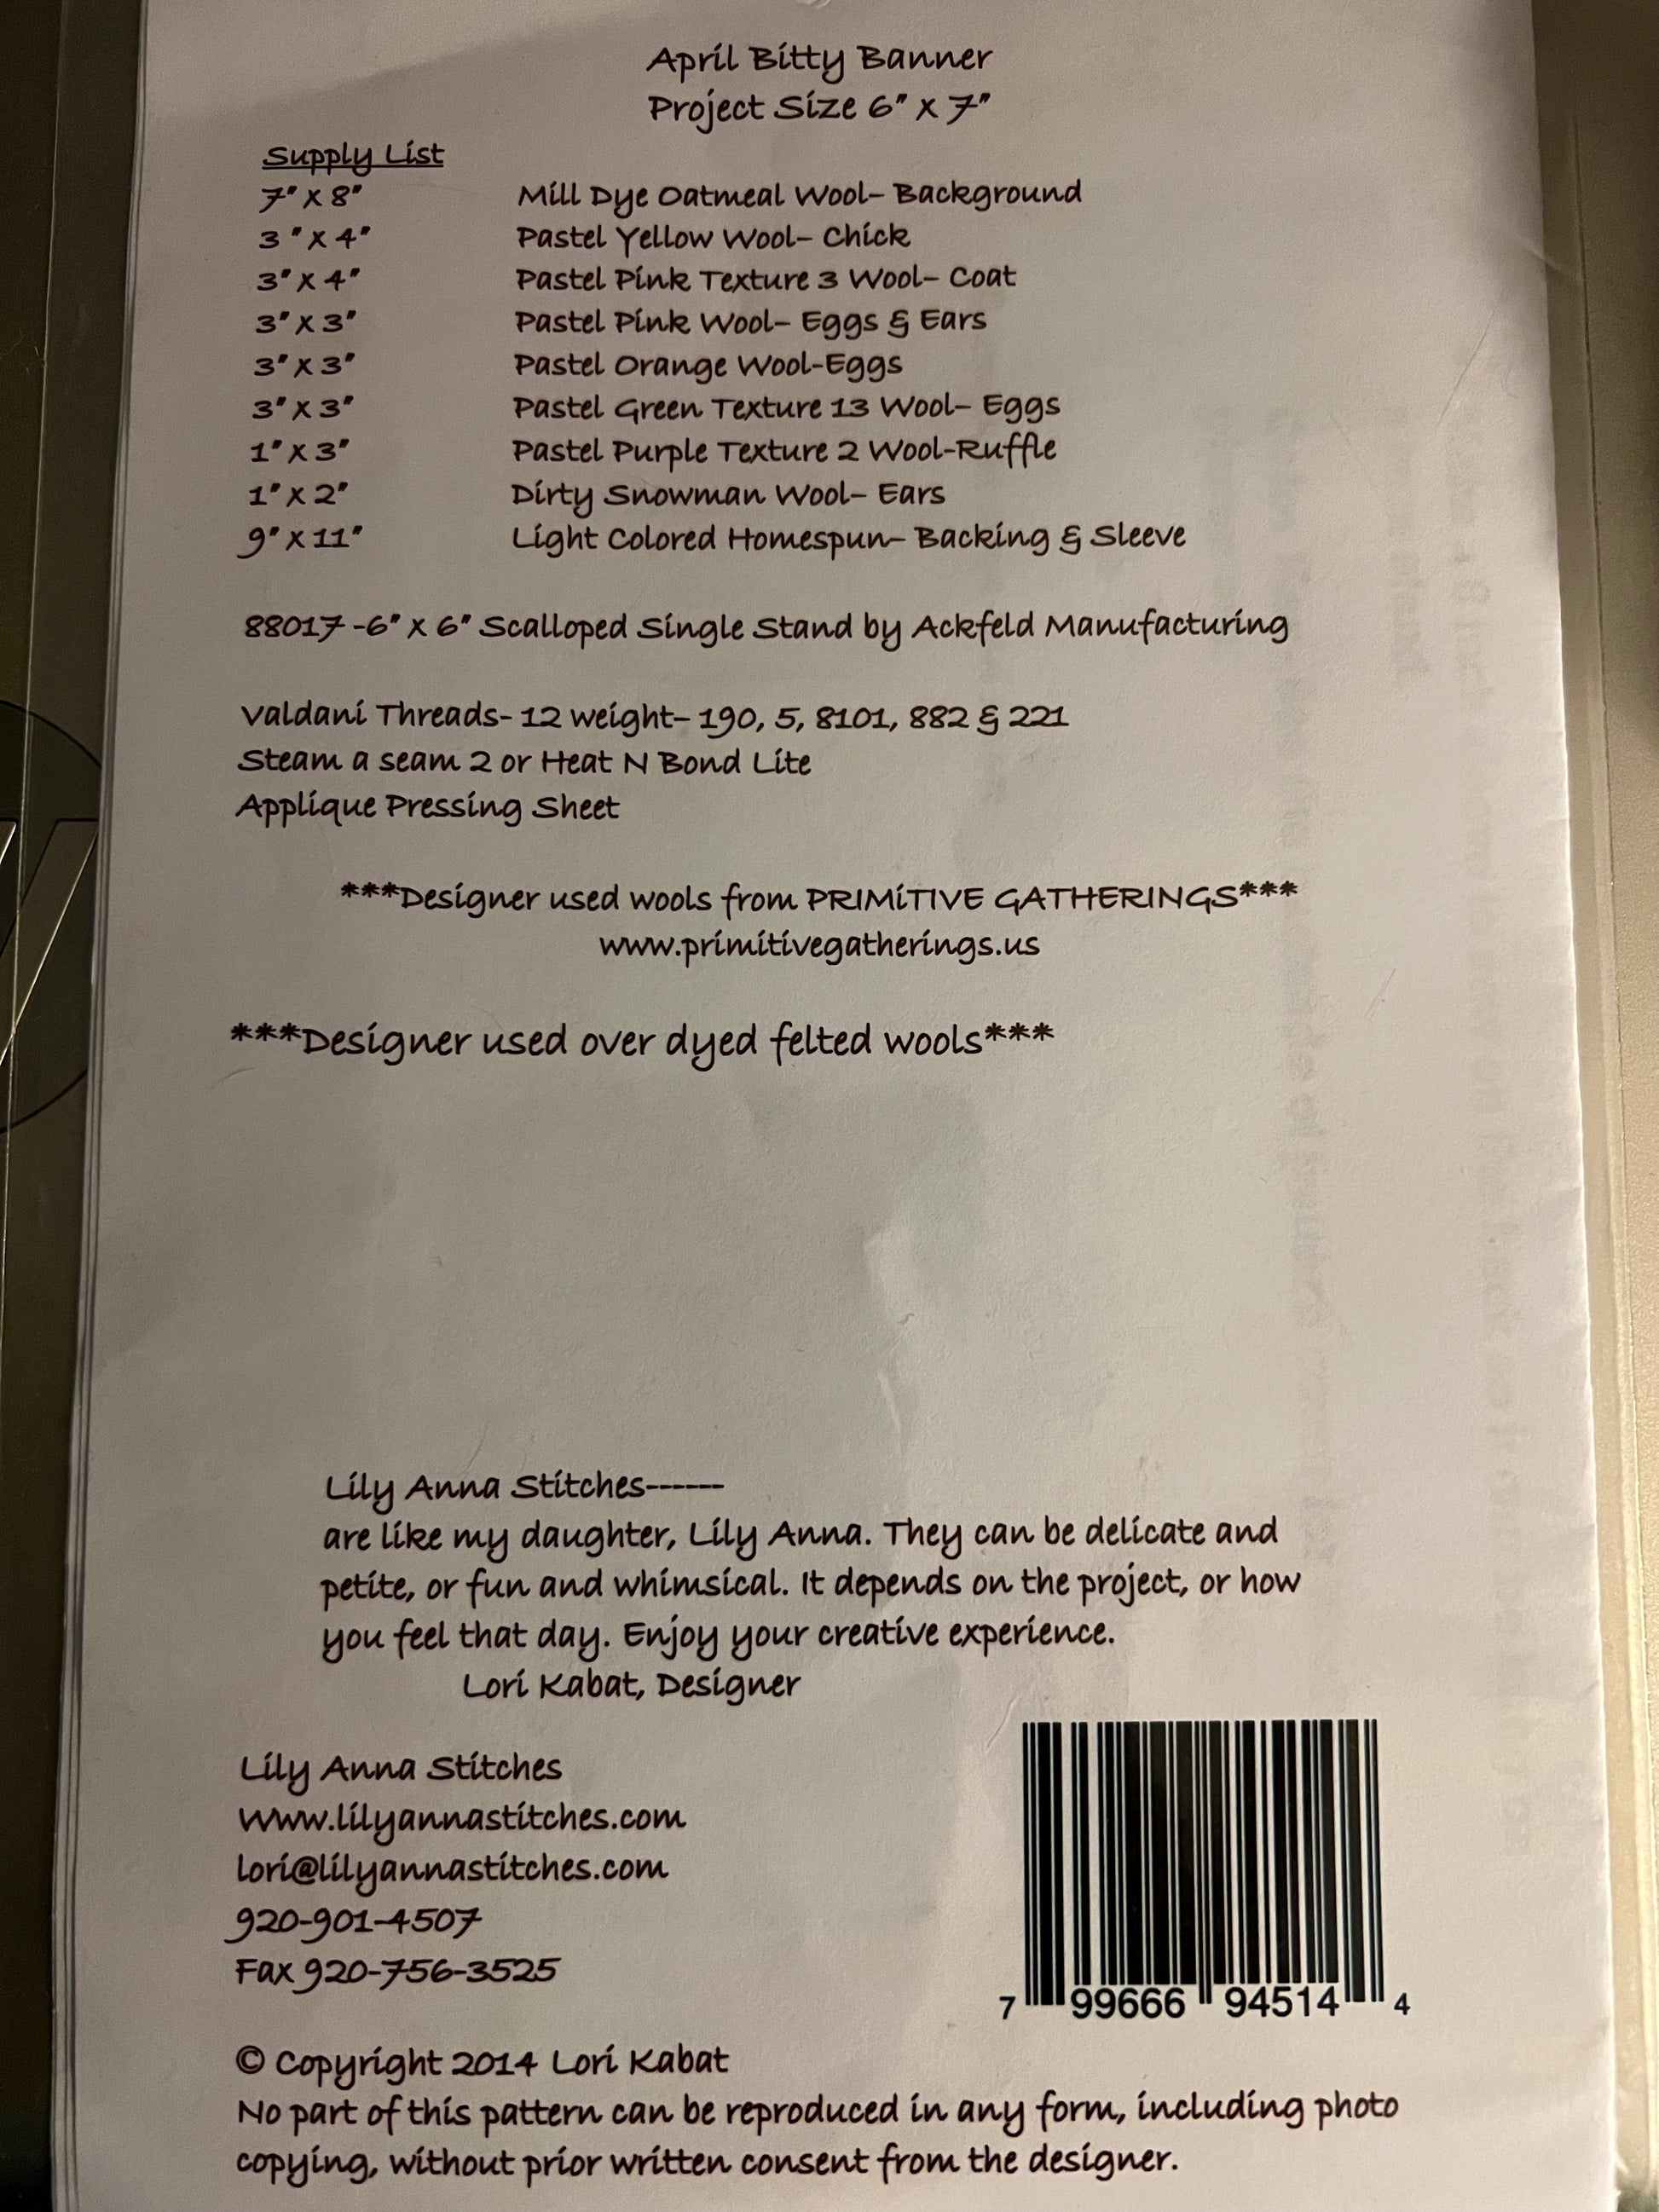 April Bitty Banner
Project Size 6" X 7"
Supply List
7" X 8" Mill Dye Oatmeal Wool- Background
3 " X 4" Pastel Yellow Wool- Chick
3" X 4" Pastel Pink Texture 3 Wool- Coat
3" X 3" Pastel Pink Wool- Eggs & Ears
3" X 3" Pastel Orange Wool-Eggs
3" X 3" Pastel Green Texture 13 Wool- Eggs
1" X 3" Pastel Purple Texture 2 Wool-Ruffle
1" X 2" Dirty Snowman Wool- Ears
9" X 11" Light Colored Homespun- Backing & Sleeve
88017 -6" X 6" Scalloped Single Stand by Ackfeld Manufacturing
Valdani Threads- 12 weight- 190, 5, 8101, 882 & 221
Steam a seam 2 or Heat N Bond Lite
Applique Pressing Sheet
***Designer used wools from PRIMITIVE GATHERINGS***
www.primitivegatherings.us
***Designer used over dyed felted wools***
Lily Anna Stitches------
are like my daughter, Lily Anna. They can be delicate and
petite, or fun and whimsical. It depends on the project, or how
you feel that day. Enjoy your creative experience.
Lori Kabat, Designer
Lily Anna Stitches
Www.lilyannastitches.com
lori@lilyannastitches.com
920-901-4507
Fax 920-756-3525
7 99666 94514 4
© Copyright 2014 Lori Kabat
No part of this pattern can be reproduced in any form, including photo
copying, without prior written consent from the designer.